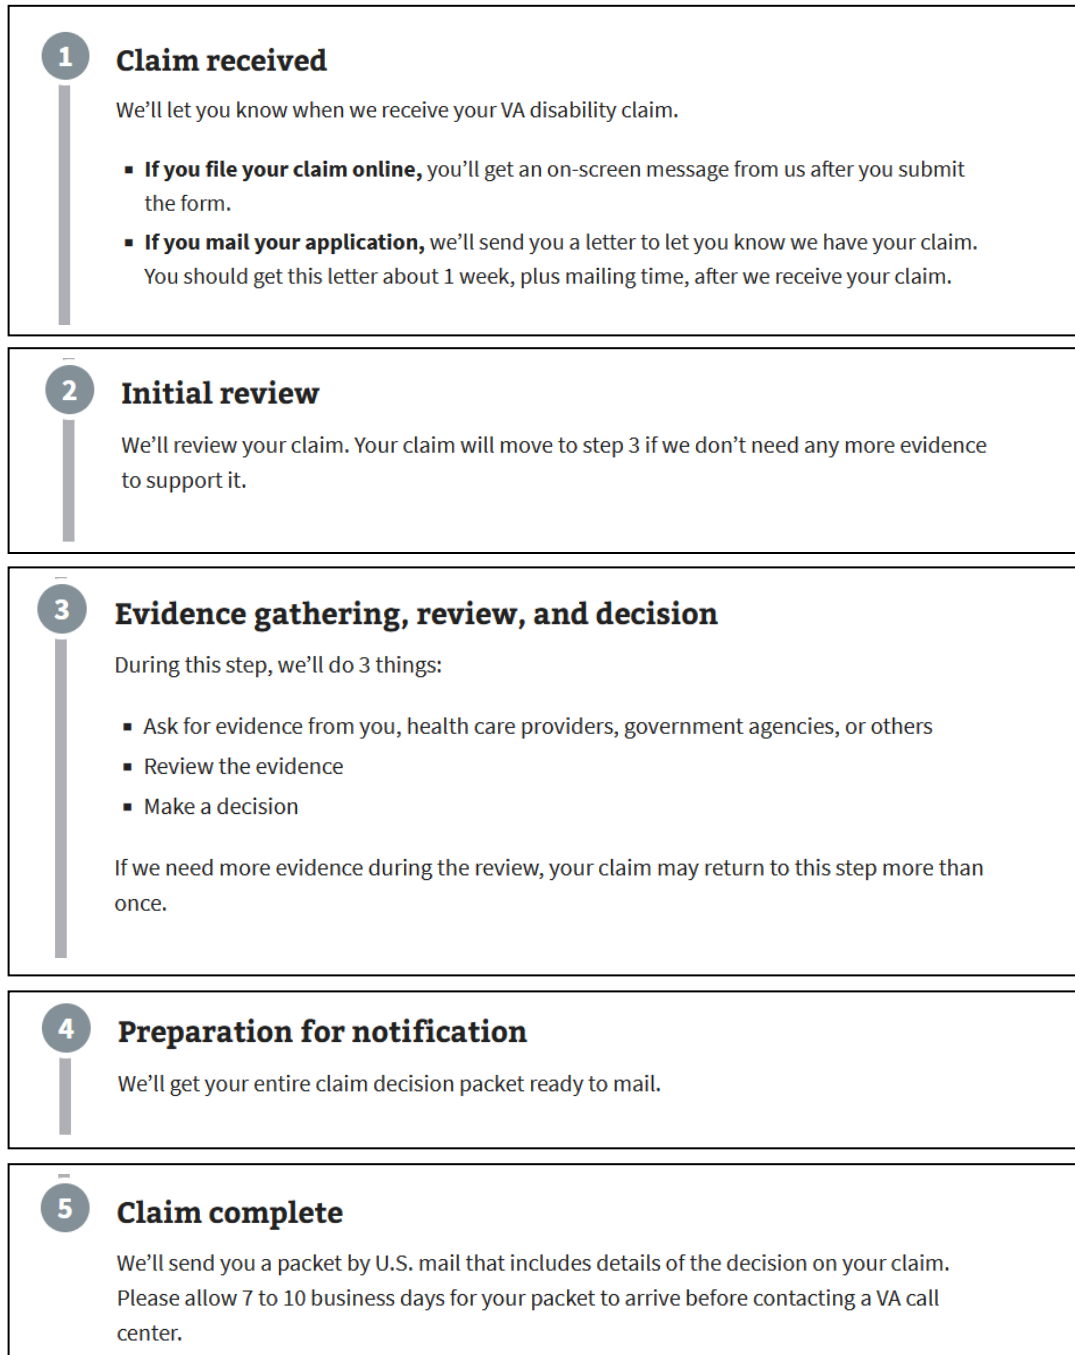 1
Claim received
We’ll let you know when we receive your VA disability claim.
▪ If you file your claim online, you’ll get an on-screen message from us after you submit
the form.
▪ If you mail your application, we’ll send you a letter to let you know we have your claim.
You should get this letter about 1 week, plus mailing time, after we receive your claim.
2
Initial review
We’ll review your claim. Your claim will move to step 3 if we don’t need any more evidence
to support it.
3
Evidence gathering, review, and decision
During this step, we’ll do 3 things:
▪ Ask for evidence from you, health care providers, government agencies, or others
▪ Review the evidence
▪ Make a decision
If we need more evidence during the review, your claim may return to this step more than
once.
4
Preparation for notification
We’ll get your entire claim decision packet ready to mail.
5
Claim complete
We’ll send you a packet by U.S. mail that includes details of the decision on your claim.
Please allow 7 to 10 business days for your packet to arrive before contacting a VA call
center.